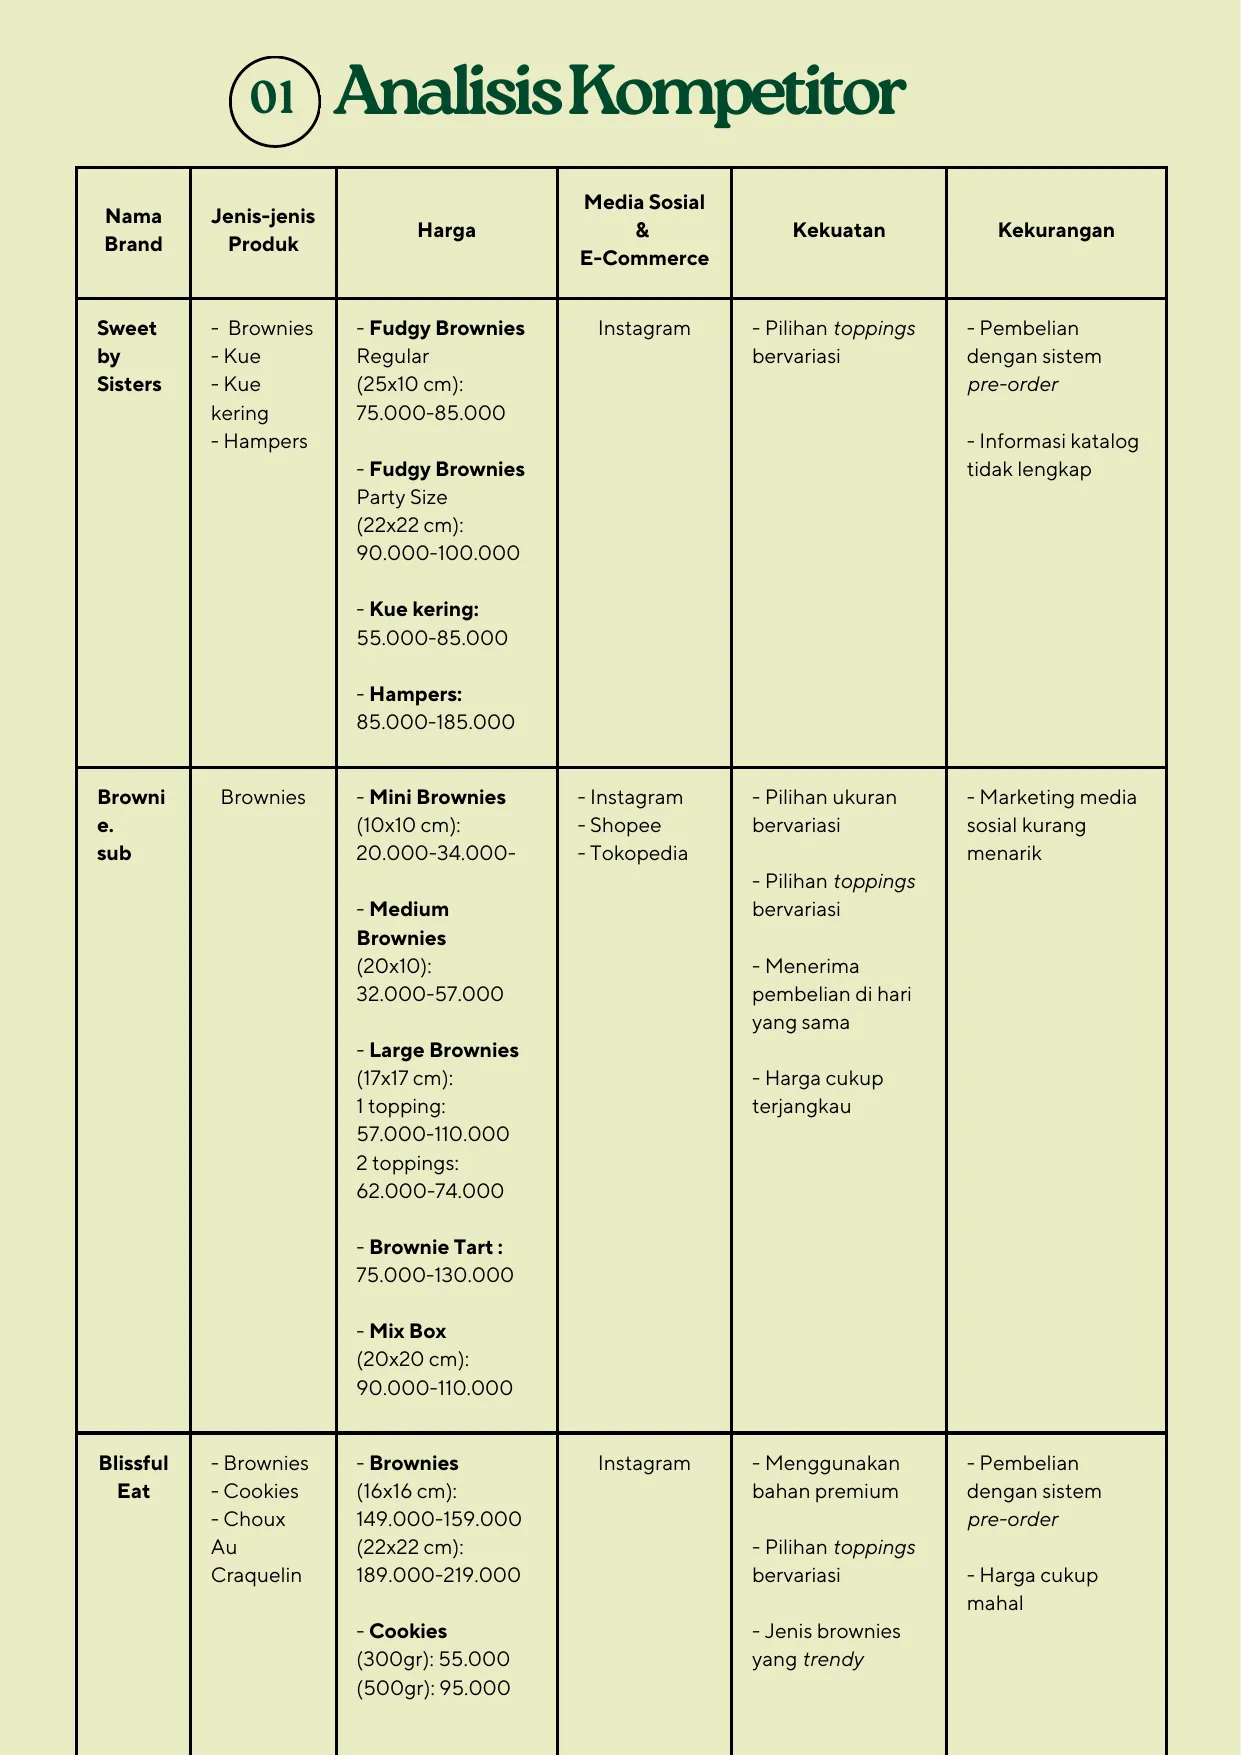 01 Analisis Kompetitor
Nama
Brand
Jenis-jenis
Produk
Harga
Media Sosial
&
E-Commerce
Kekuatan
Kekurangan
Sweet
by
Sisters
- Brownies
- Kue
- Kue
kering
- Hampers
- Fudgy Brownies
Regular
(25x10 cm):
75.000-85.000
- Fudgy Brownies
Party Size
(22x22 cm):
90.000-100.000
- Kue kering:
55.000-85.000
- Hampers:
85.000-185.000
Instagram
- Pilihan toppings
bervariasi
- Pembelian
dengan sistem
pre-order
- Informasi katalog
tidak lengkap
Browni
e.
sub
Brownies
- Mini Brownies
(10x10 cm):
20.000-34.000-
- Medium
Brownies
(20x10):
32.000-57.000
- Large Brownies
(17x17 cm):
1 topping:
57.000-110.000
2 toppings:
62.000-74.000
- Brownie Tart :
75.000-130.000
- Mix Box
(20x20 cm):
90.000-110.000
- Instagram
- Shopee
- Tokopedia
- Pilihan ukuran
bervariasi
- Pilihan toppings
bervariasi
- Menerima
pembelian di hari
yang sama
- Harga cukup
terjangkau
- Marketing media
sosial kurang
menarik
Blissful
Eat
- Brownies
- Cookies
- Choux
Au
Craquelin
- Brownies
(16x16 cm):
149.000-159.000
(22x22 cm):
189.000-219.000
- Cookies
(300gr): 55.000
(500gr): 95.000
Instagram
- Menggunakan
bahan premium
- Pilihan toppings
bervariasi
- Jenis brownies
yang trendy
- Pembelian
dengan sistem
pre-order
- Harga cukup
mahal